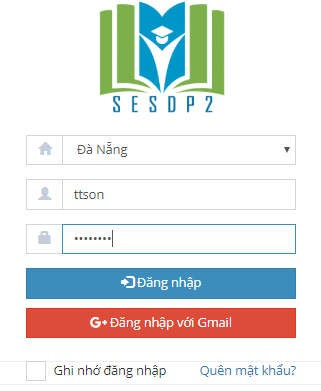 SESDP2
Đà Nẵng
ttson
••••••••
Đăng nhập
G+ Đăng nhập với Gmail
Ghi nhớ đăng nhập Quên mật khẩu?